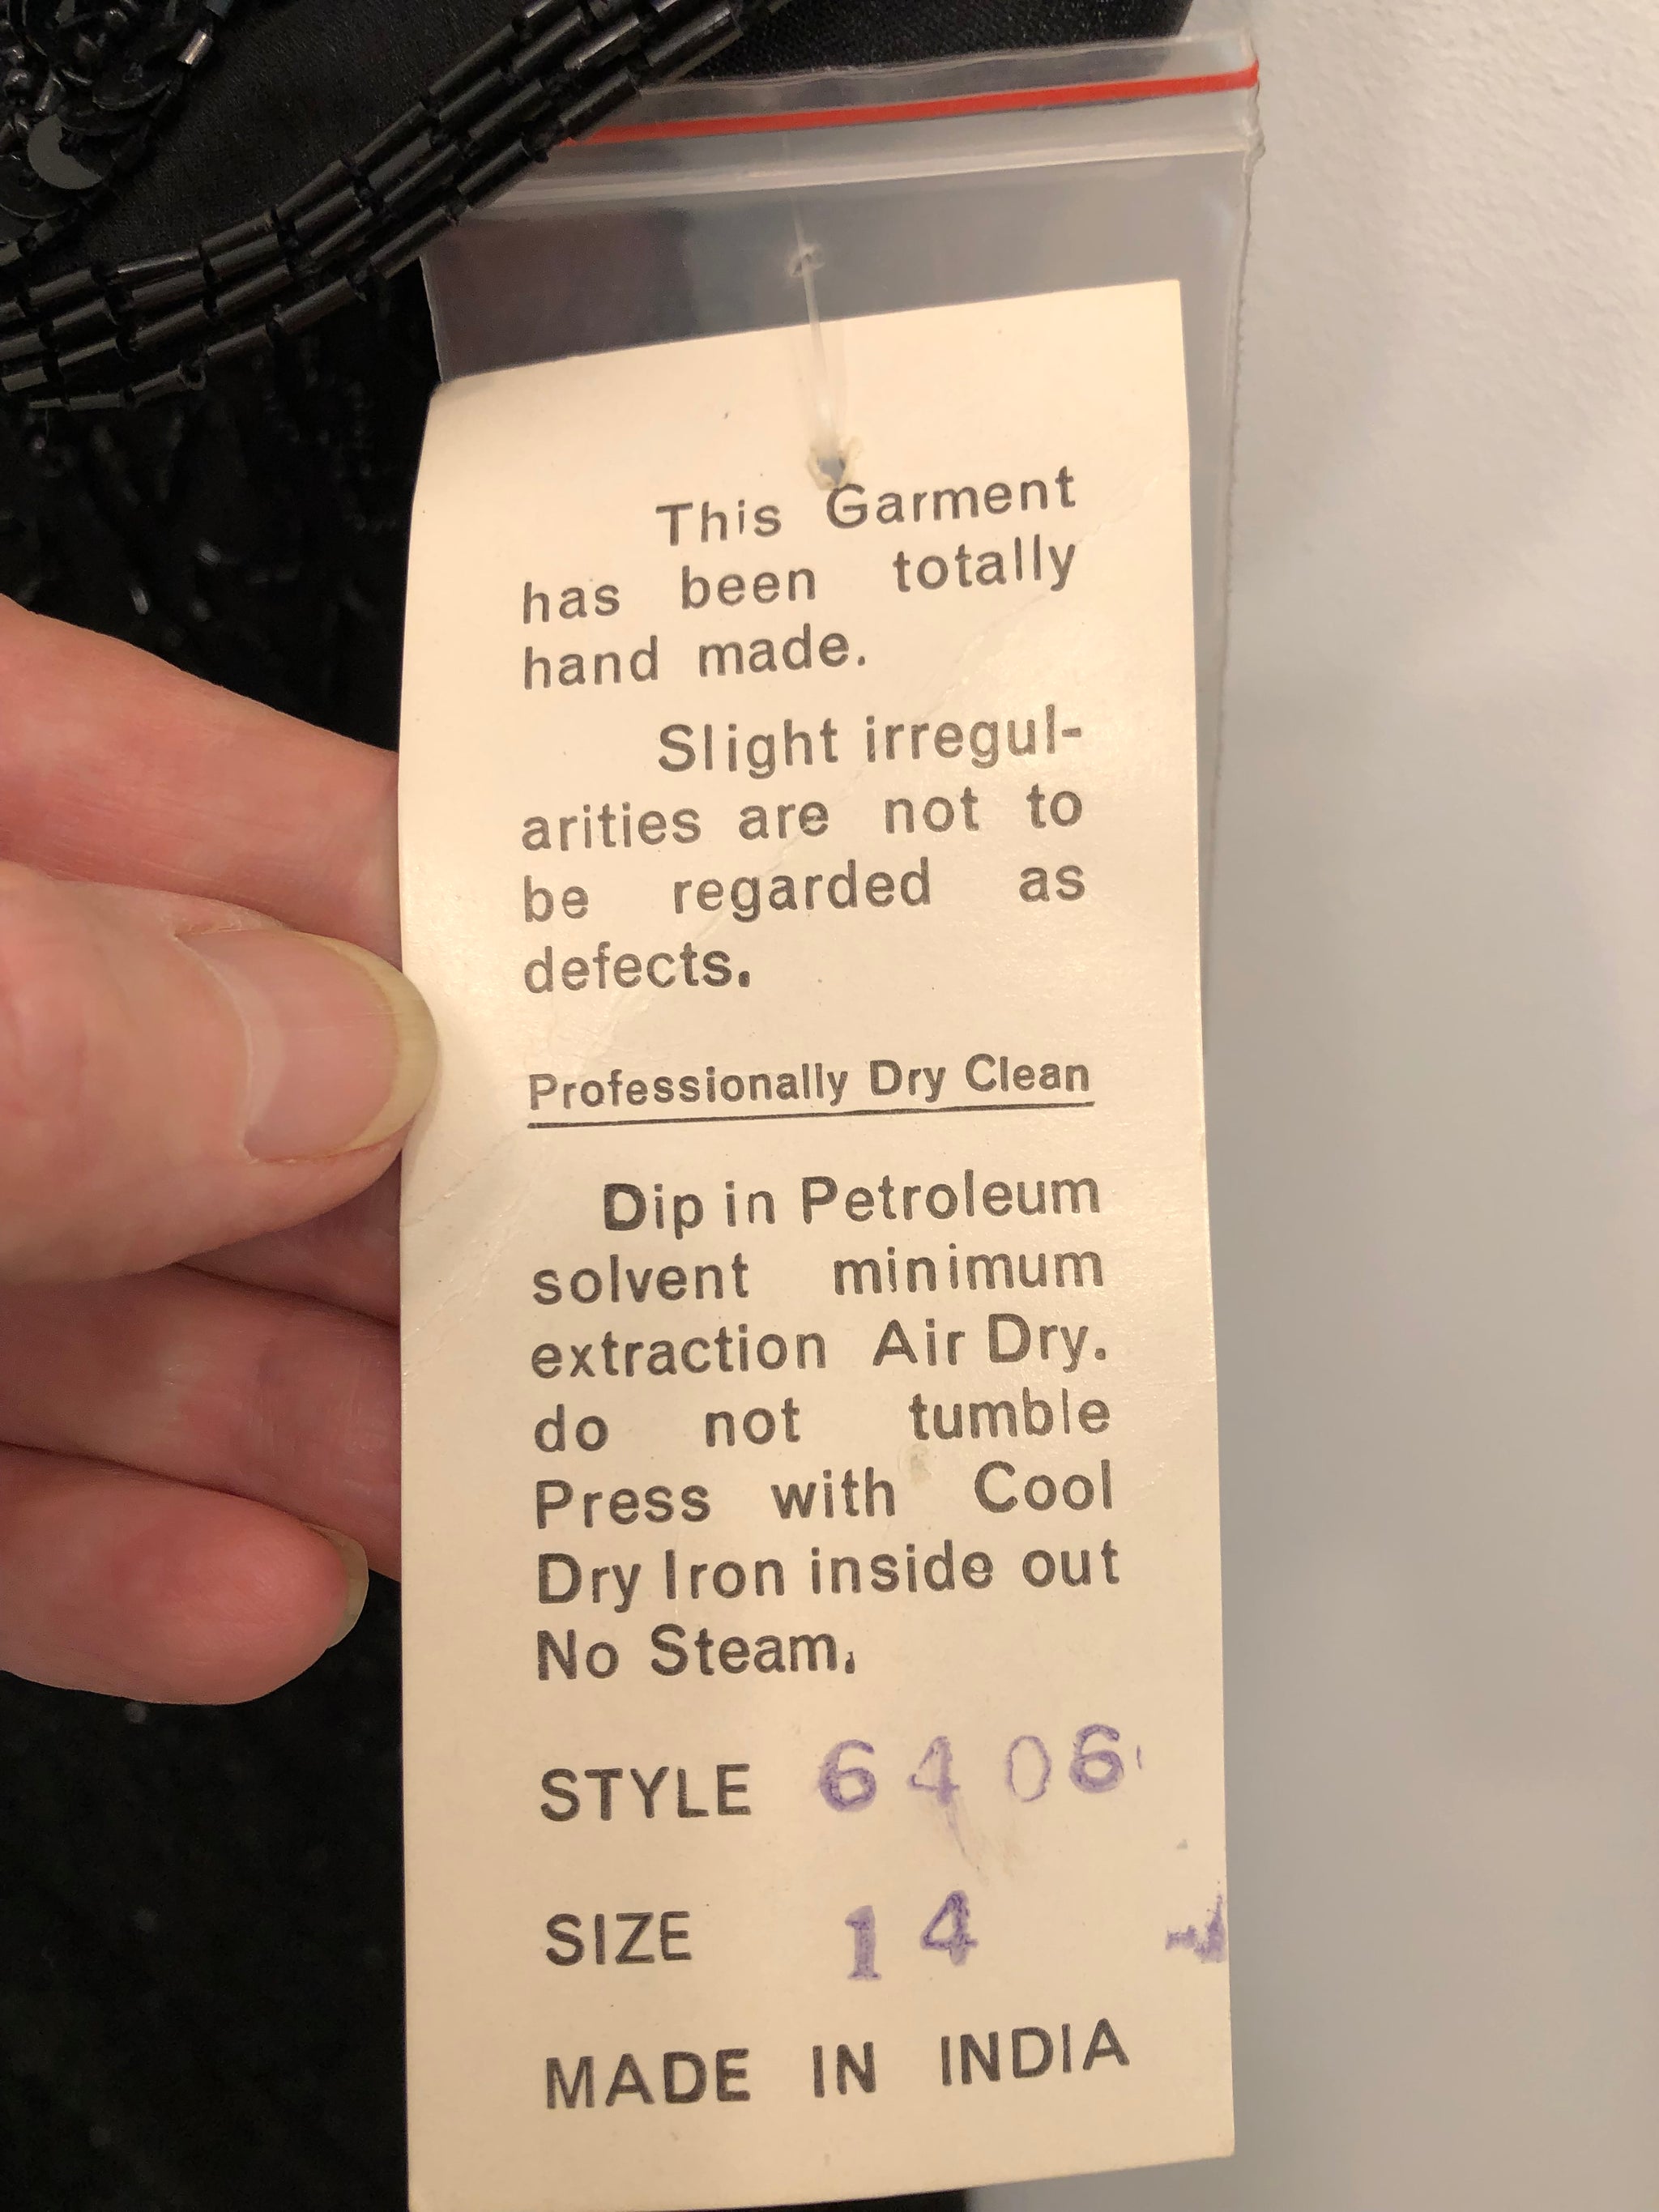 This Garment
has been totally
hand made.
Slight irregul-
arities are not to
be regarded as
defects.
Professionally Dry Clean
Dip in Petroleum
solvent minimum
extraction Air Dry.
do not tumble
Press with Cool
Dry Iron inside out
No Steam.
STYLE 6406
SIZE 14
MADE IN INDIA